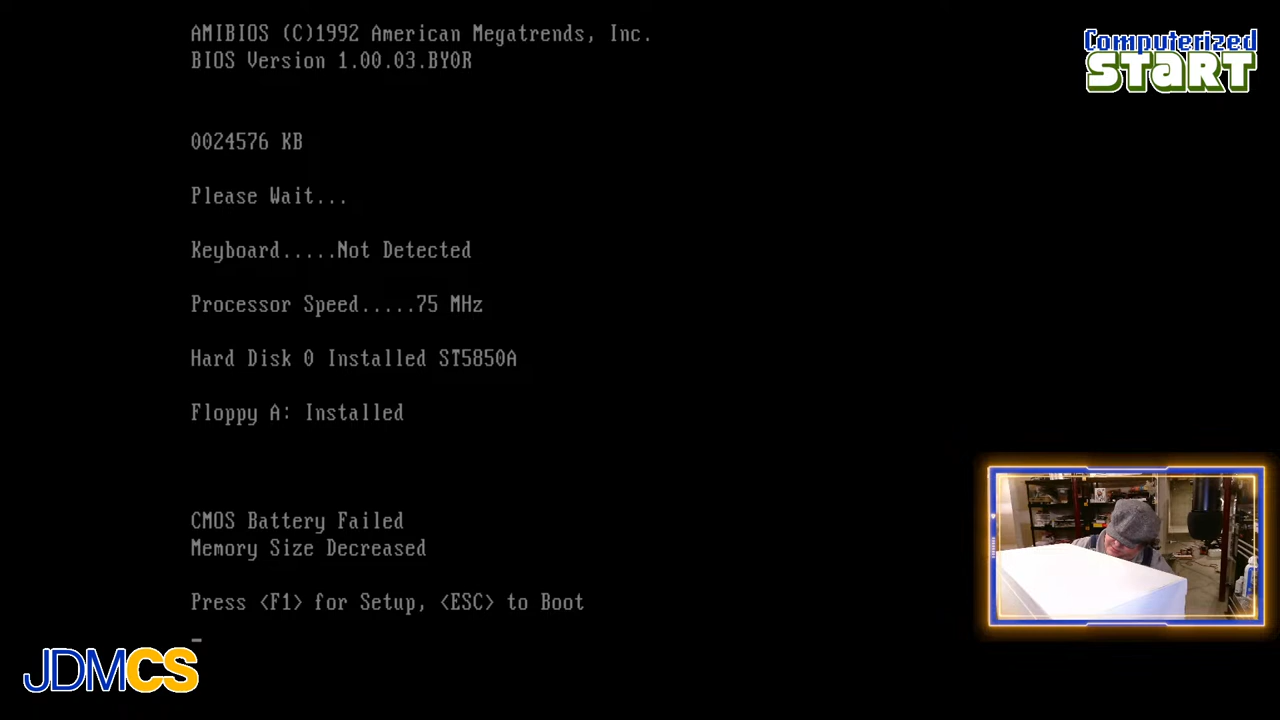 AMIBIOS (C)1992 American Megatrends, Inc.
BIOS Version 1.00.03.BY0R
0024576 KB
Please Wait...
Keyboard.....Not Detected
Processor Speed.....75 MHz
Hard Disk 0 Installed ST5850A
Floppy A: Installed
CMOS Battery Failed
Memory Size Decreased
Press <F1> for Setup, <ESC> to Boot
_
Computerized
START
JDMCS